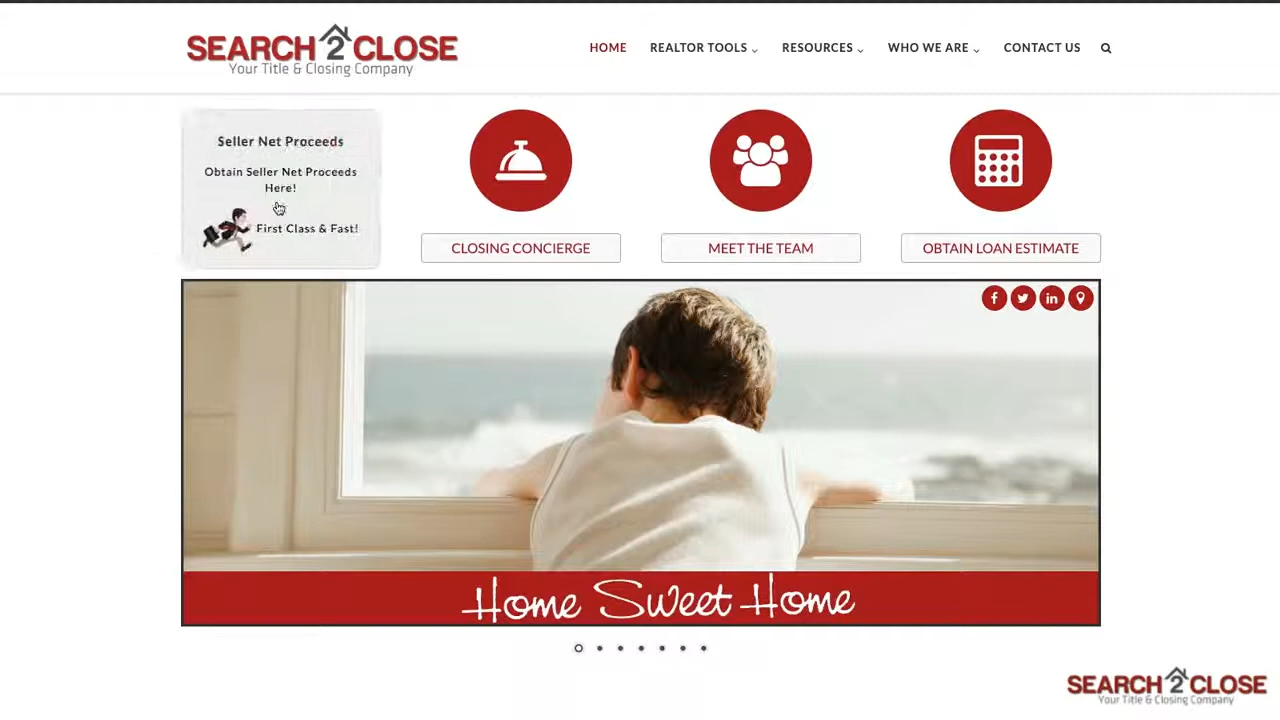 SEARCH 2 CLOSE
Your Title & Closing Company
HOME
REALTOR TOOLS
RESOURCES
WHO WE ARE
CONTACT US
Seller Net Proceeds
Obtain Seller Net Proceeds
Here!
First Class & Fast!
CLOSING CONCIERGE
MEET THE TEAM
OBTAIN LOAN ESTIMATE
Home Sweet Home
SEARCH 2 CLOSE
Your Title & Closing Company